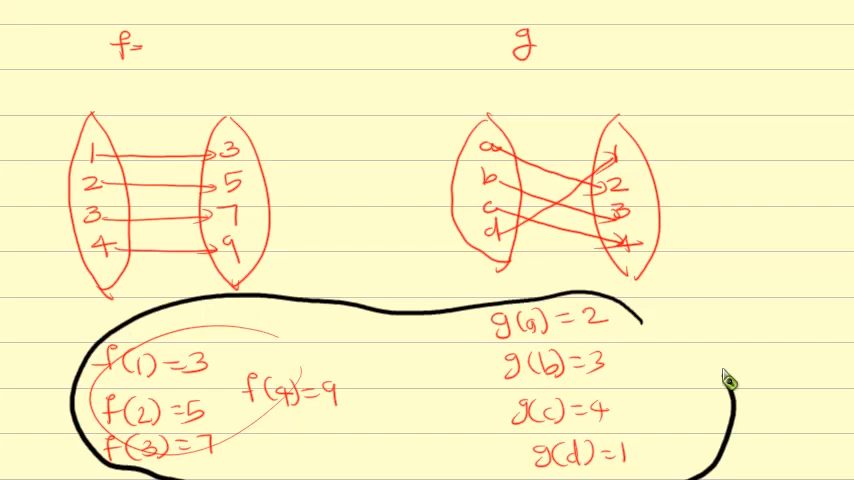 f=
g
1 3
2 5
3 7
4 9
a 1
b 2
c 3
d 4
f(1)=3
f(2)=5
f(3)=7
f(4)=9
g(a)=2
g(b)=3
g(c)=4
g(d)=1